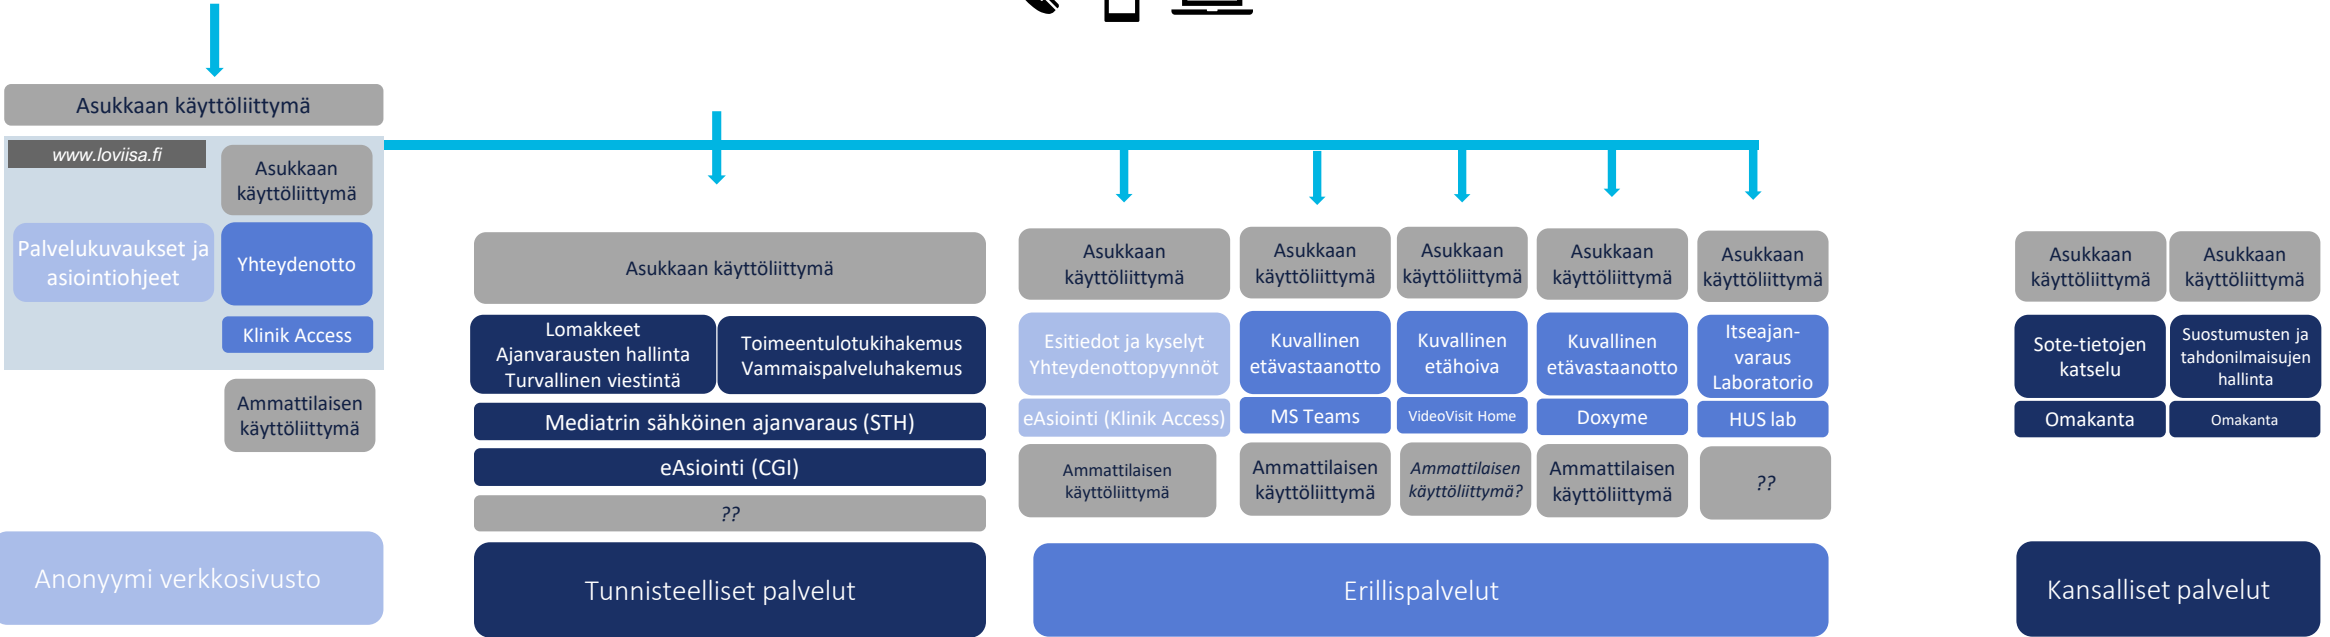 Asukkaan käyttöliittymä
www.loviisa.fi
Asukkaan
käyttöliittymä
Palvelukuvaukset ja
asiointiohjeet
Yhteydenotto
Klinik Access
Ammattilaisen
käyttöliittymä
Anonyymi verkkosivusto
Asukkaan käyttöliittymä
Lomakkeet
Ajanvarausten hallinta
Turvallinen viestintä
Toimeentulotukihakemus
Vammaispalveluhakemus
Mediatrin sähköinen ajanvaraus (STH)
eAsiointi (CGI)
??
Tunnisteelliset palvelut
Asukkaan
käyttöliittymä
Esitiedot ja kyselyt
Yhteydenottopyynnöt
eAsiointi (Klinik Access)
Ammattilaisen
käyttöliittymä
Asukkaan
käyttöliittymä
Kuvallinen
etävastaanotto
MS Teams
Ammattilaisen
käyttöliittymä
Asukkaan
käyttöliittymä
Kuvallinen
etähoiva
VideoVisit Home
Ammattilaisen
käyttöliittymä?
Asukkaan
käyttöliittymä
Kuvallinen
etävastaanotto
Doxyme
Ammattilaisen
käyttöliittymä
Asukkaan
käyttöliittymä
Itseajan-
varaus
Laboratorio
HUS lab
??
Erillispalvelut
Asukkaan
käyttöliittymä
Sote-tietojen
katselu
Omakanta
Asukkaan
käyttöliittymä
Suostumusten ja
tahdonilmaisujen
hallinta
Omakanta
Kansalliset palvelut